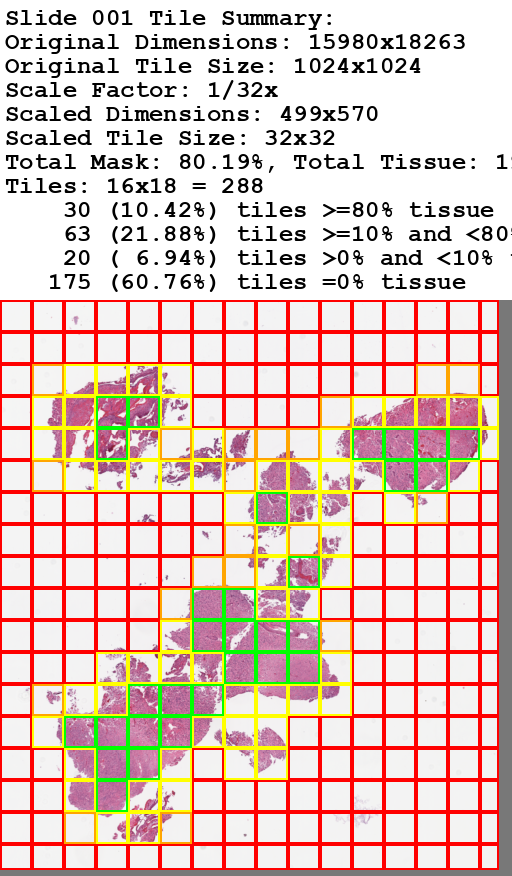 Slide 001 Tile Summary:
Original Dimensions: 15980x18263
Original Tile Size: 1024x1024
Scale Factor: 1/32x
Scaled Dimensions: 499x570
Scaled Tile Size: 32x32
Total Mask: 80.19%, Total Tissue:
Tiles: 16x18 = 288
30 (10.42%) tiles >=80% tissue
63 (21.88%) tiles >=10% and <80%
20 ( 6.94%) tiles >0% and <10%
175 (60.76%) tiles =0% tissue